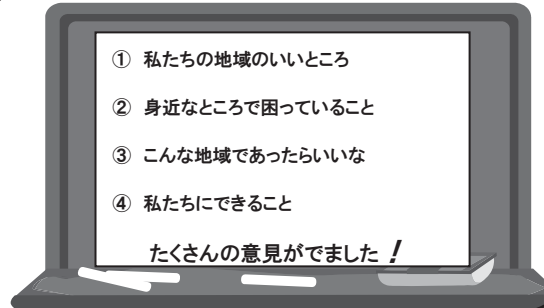 ① 私たちの地域のいいところ
② 身近なところで困っていること
③ こんな地域であったらいいな
④ 私たちにできること
たくさんの意見がでました！